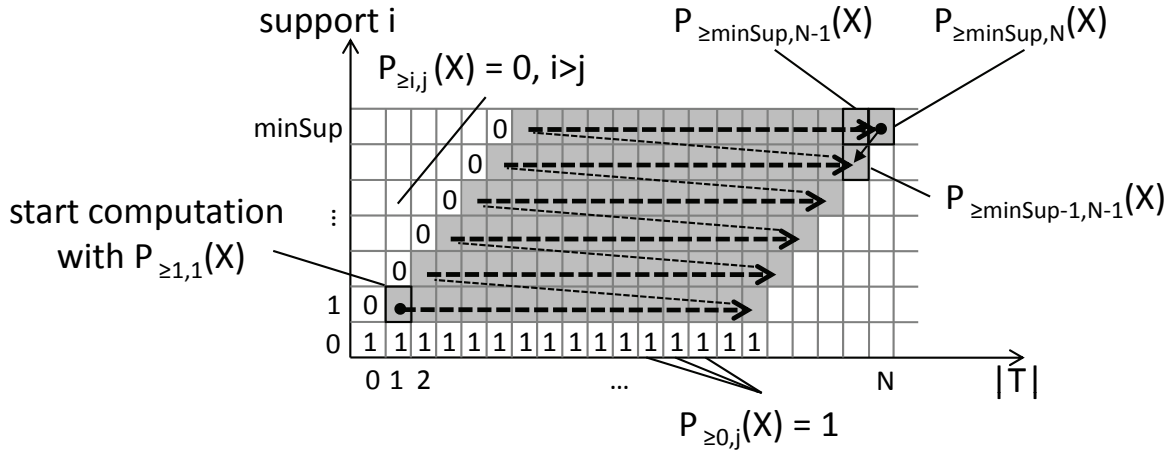 support i
P ≥minSup,N-1(X)
P ≥minSup,N(X)
P ≥i,j (X) = 0, i>j
minSup 0
0
P ≥minSup-1,N-1(X)
0
start computation
with P ≥1,1(X)
...
0
0
1 0
0 1 1 1 1 1 1 1 1 1 1 1 1 1 1 1 1
0 1 2 ... N |T|
P ≥0,j(X) = 1